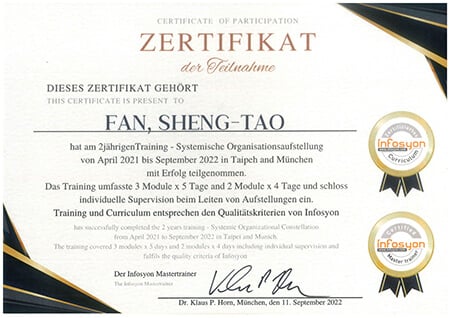 CERTIFICATE OF PARTICIPATION
ZERTIFIKAT
der Teilnahme
DIESES ZERTIFIKAT GEHÖRT
THIS CERTIFICATE IS PRESENT TO
FAN, SHENG-TAO
hat am 2jährigenTraining - Systemische Organisationsaufstellung
von April 2021 bis September 2022 in Taipeh and München
mit Erfolg teilgenommen.
Das Training umfasste 3 Module x 5 Tage and 2 Module x 4 Tage und schloss
individuelle Supervision beim Leiten von Aufstellungen ein.
Training und Curriculum entsprechen den Qualitätskriterien von Infosyon
has successfully completed the 2 years training - Systemic Organizational Constellation
from April 2021 to September 2022 in Taipei and Munich.
The training covered 3 modules x 5 days and 2 modules x 4 days including individual supervision and
fulfils the quality criteria of Infosyon
infosyon
Curriculum
Certified
infosyon
Master trainer
Der Infosyon Mastertrainer
The Infosyon Mastertrainer
Klaus P. Horn
Dr. Klaus P. Horn, München, den 11. September 2022